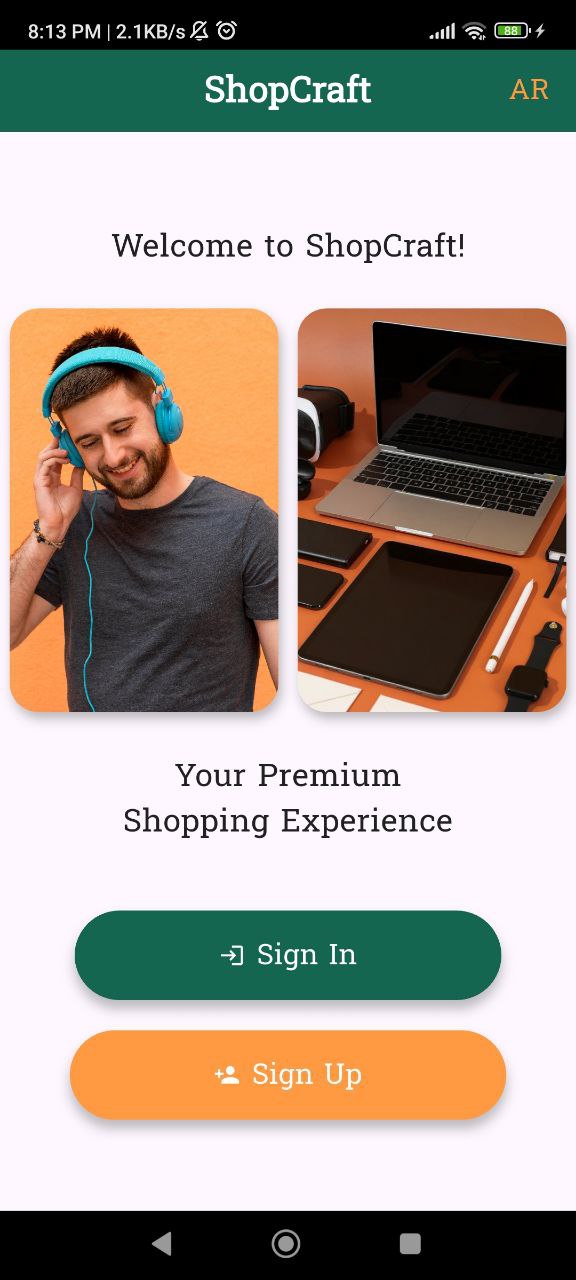 8:13 PM | 2.1KB/s
88
ShopCraft
AR
Welcome to ShopCraft!
Your Premium
Shopping Experience
Sign In
Sign Up